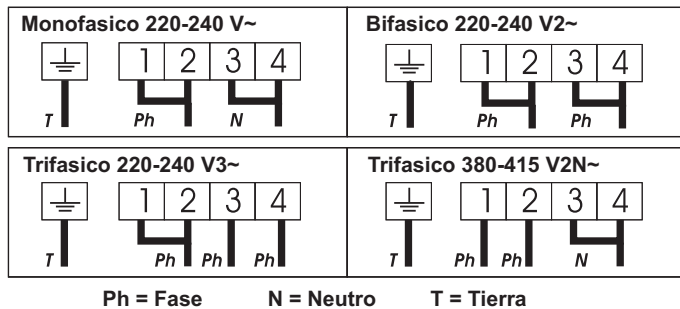 Monofasico 220-240 V~
1 2 3 4
T Ph N
Bifasico 220-240 V2~
1 2 3 4
T Ph Ph
Trifasico 220-240 V3~
1 2 3 4
T Ph Ph Ph
Trifasico 380-415 V2N~
1 2 3 4
T Ph Ph N
Ph = Fase N = Neutro T = Tierra